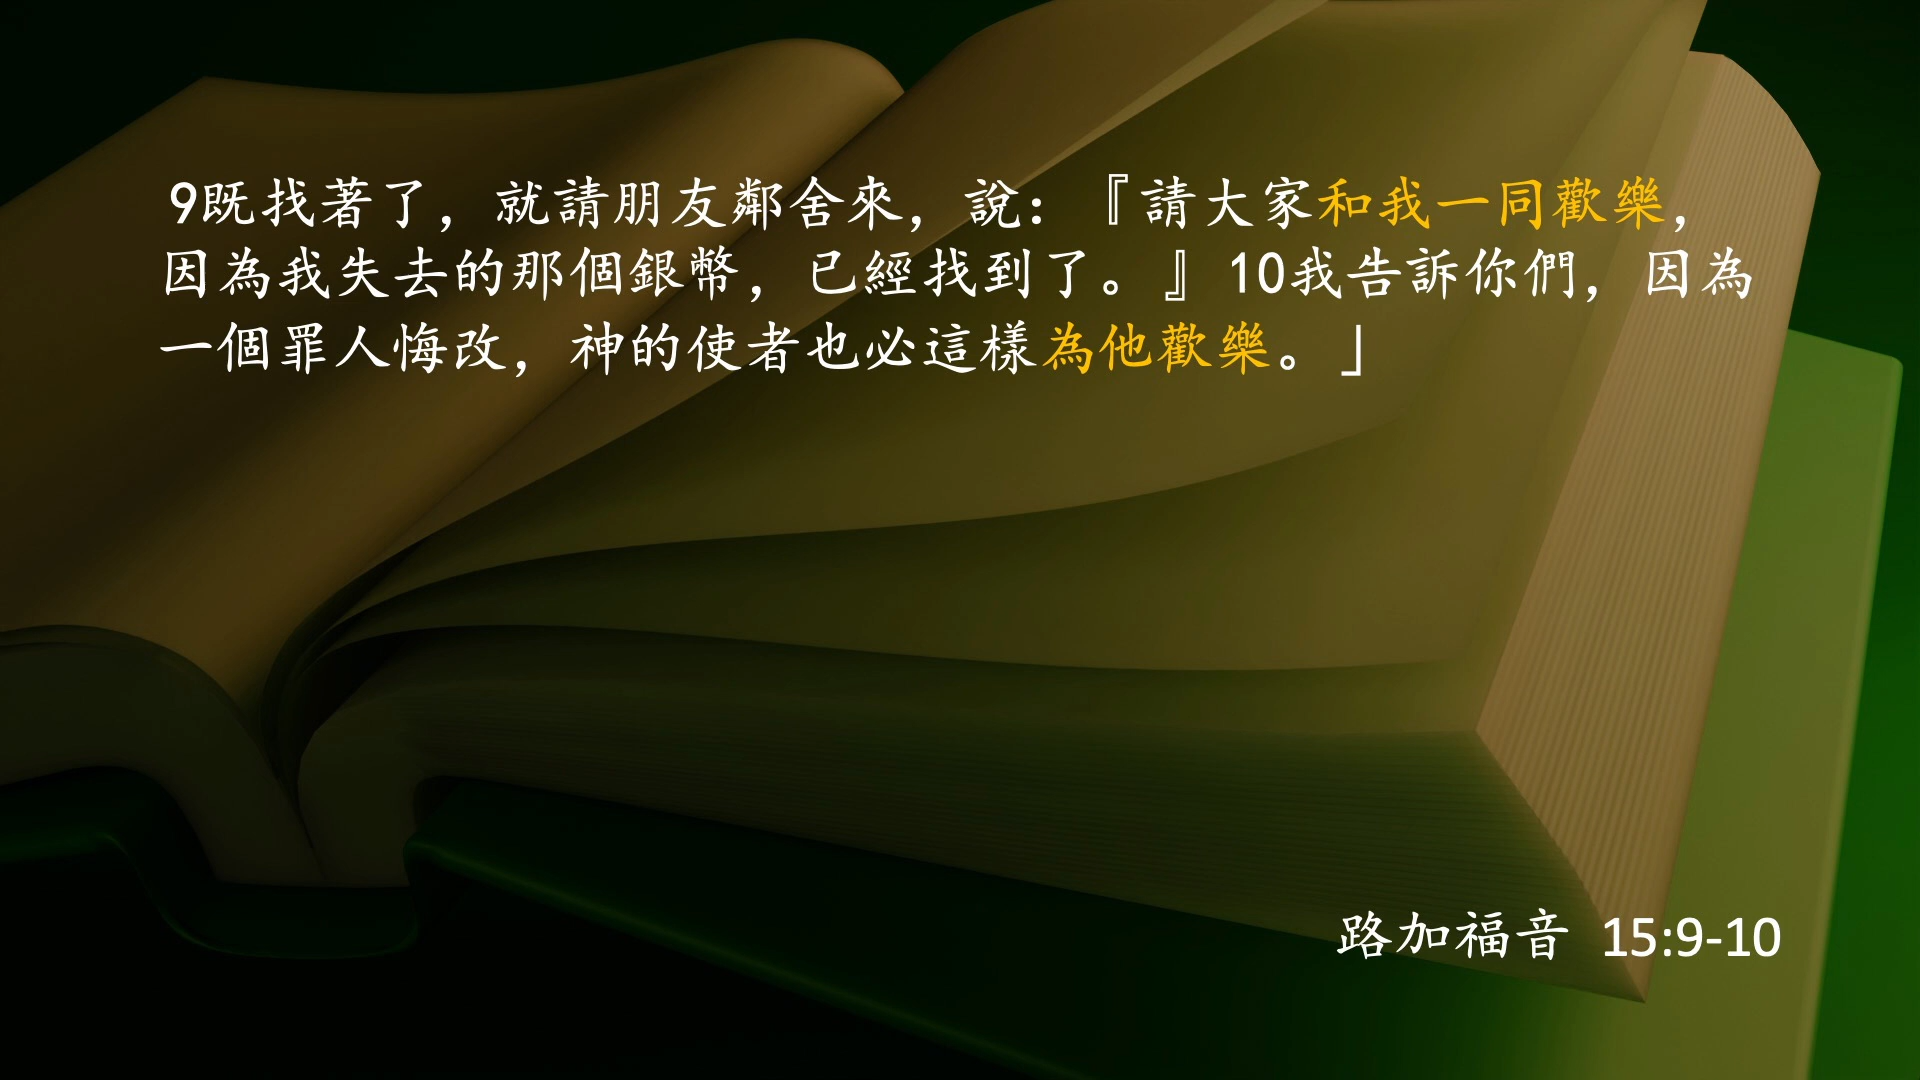 9既找著了，就請朋友鄰舍來，說：『請大家和我一同歡樂，
因為我失去的那個銀幣，已經找到了。』10我告訴你們，因為
一個罪人悔改，神的使者也必這樣為他歡樂。」
路加福音 15:9-10